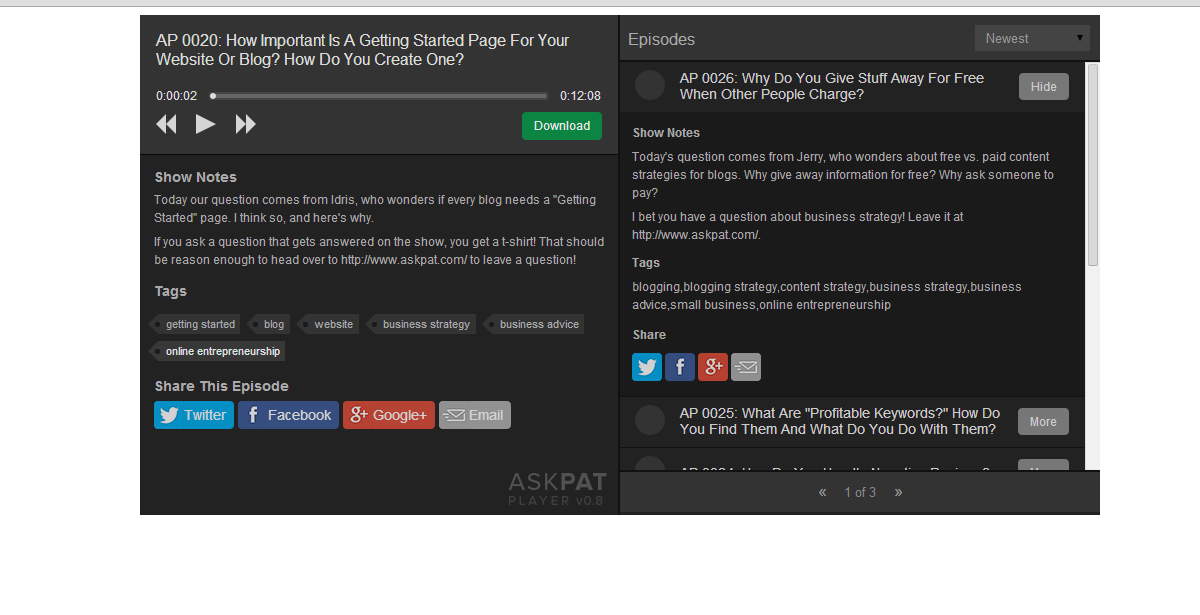 AP 0020: How Important Is A Getting Started Page For Your
Website Or Blog? How Do You Create One?
0:00:02
0:12:08
Download
Show Notes
Today our question comes from Idris, who wonders if every blog needs a "Getting
Started" page. I think so, and here's why.
If you ask a question that gets answered on the show, you get a t-shirt! That should
be reason enough to head over to http://www.askpat.com/ to leave a question!
Tags
getting started
blog
website
business strategy
business advice
online entrepreneurship
Share This Episode
Twitter
Facebook
Google+
Email
ASKPAT
PLAYER v0.8
Episodes
Newest
AP 0026: Why Do You Give Stuff Away For Free
When Other People Charge?
Hide
Show Notes
Today's question comes from Jerry, who wonders about free vs. paid content
strategies for blogs. Why give away information for free? Why ask someone to
pay?
I bet you have a question about business strategy! Leave it at
http://www.askpat.com/.
Tags
blogging,blogging strategy,content strategy,business strategy,business
advice,small business,online entrepreneurship
Share
AP 0025: What Are "Profitable Keywords?" How Do
You Find Them And What Do You Do With Them?
More
« 1 of 3 »